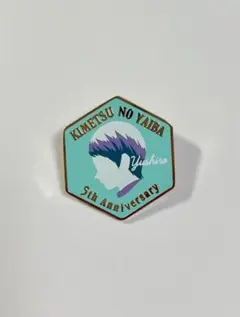 KIMETSU NO YAIBA
Yushiro
5th Anniversary